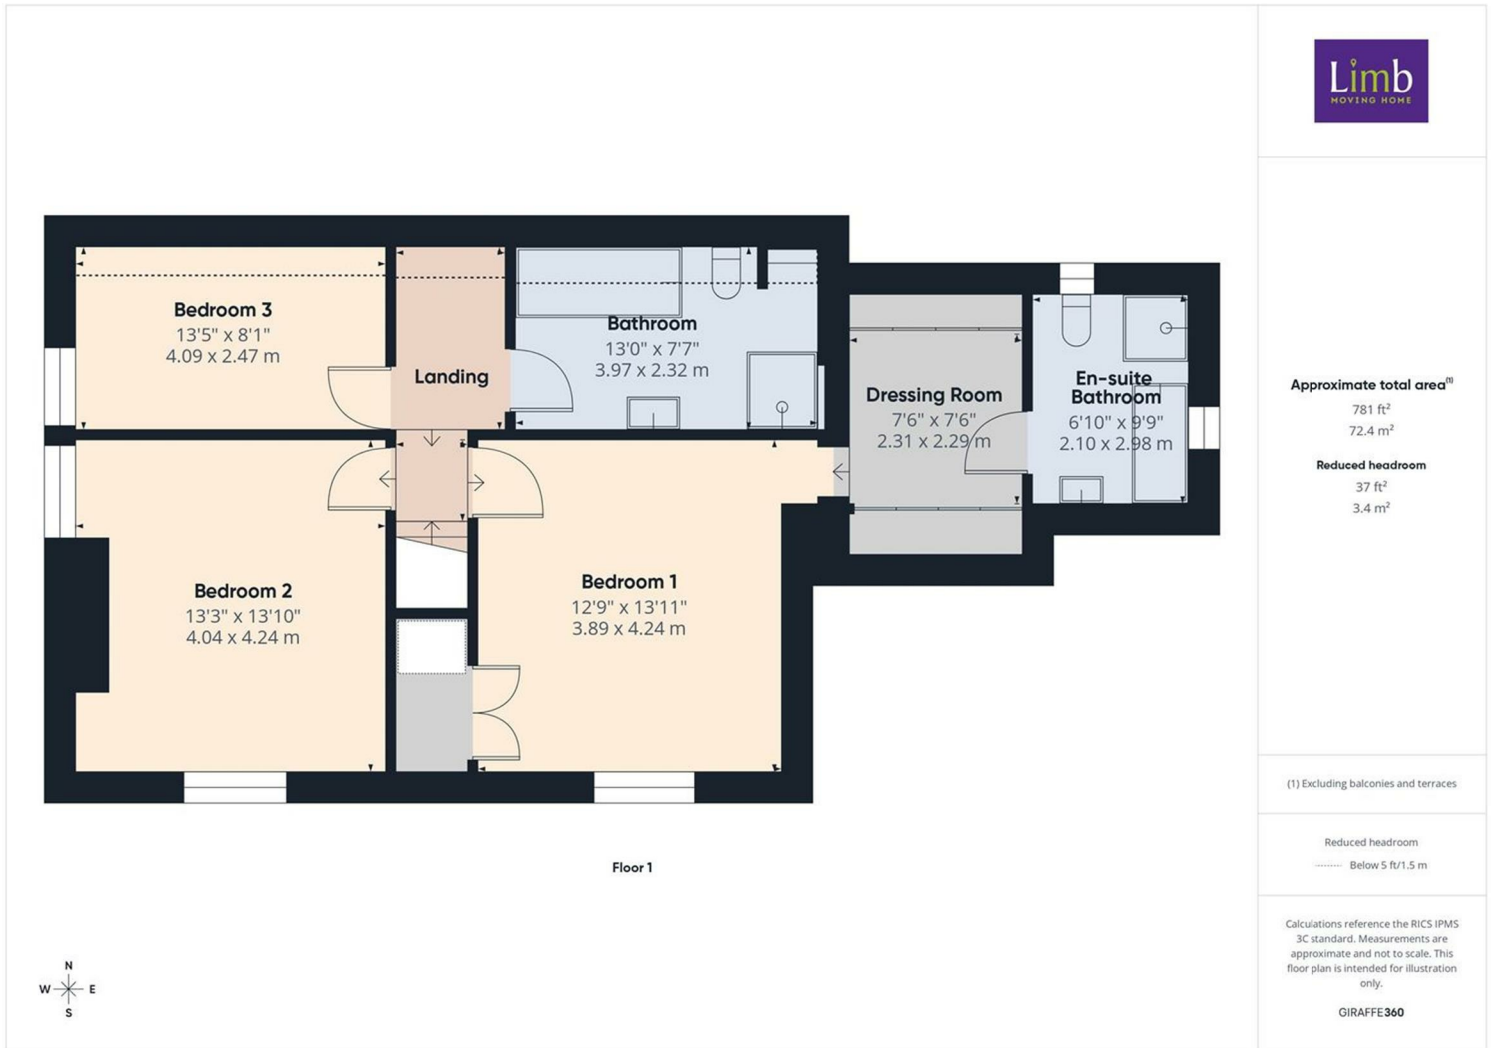 Limb
MOVING HOME
Bedroom 3
13'5" x 8'1"
4.09 x 2.47 m
Landing
Bathroom
13'0" x 7'7"
3.97 x 2.32 m
Dressing Room
7'6" x 7'6"
2.31 x 2.29 m
En-suite
Bathroom
6'10" x 9'9"
2.10 x 2.98 m
Bedroom 2
13'3" x 13'10"
4.04 x 4.24 m
Bedroom 1
12'9" x 13'11"
3.89 x 4.24 m
Floor 1
N
W E
S
Approximate total area(1)
781 ft²
72.4 m²
Reduced headroom
37 ft²
3.4 m²
(1) Excluding balconies and terraces
Reduced headroom
Below 5 ft/1.5 m
Calculations reference the RICS IPMS
3C standard. Measurements are
approximate and not to scale. This
floor plan is intended for illustration
only.
GIRAFFE360